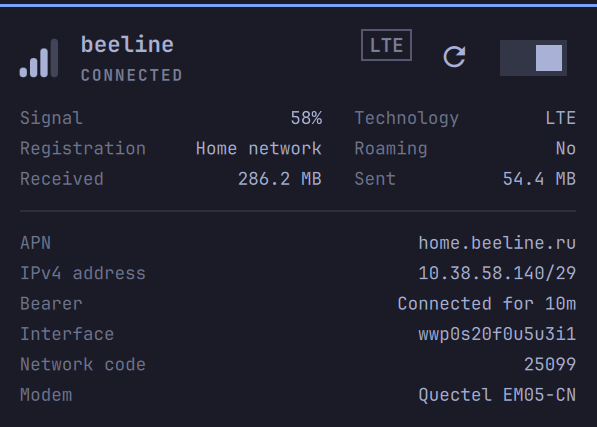 beeline
LTE
CONNECTED
Signal 58% Technology LTE
Registration Home network Roaming No
Received 286.2 MB Sent 54.4 MB
APN home.beeline.ru
IPv4 address 10.38.58.140/29
Bearer Connected for 10m
Interface wwp0s20f0u5u3i1
Network code 25099
Modem Quectel EM05-CN